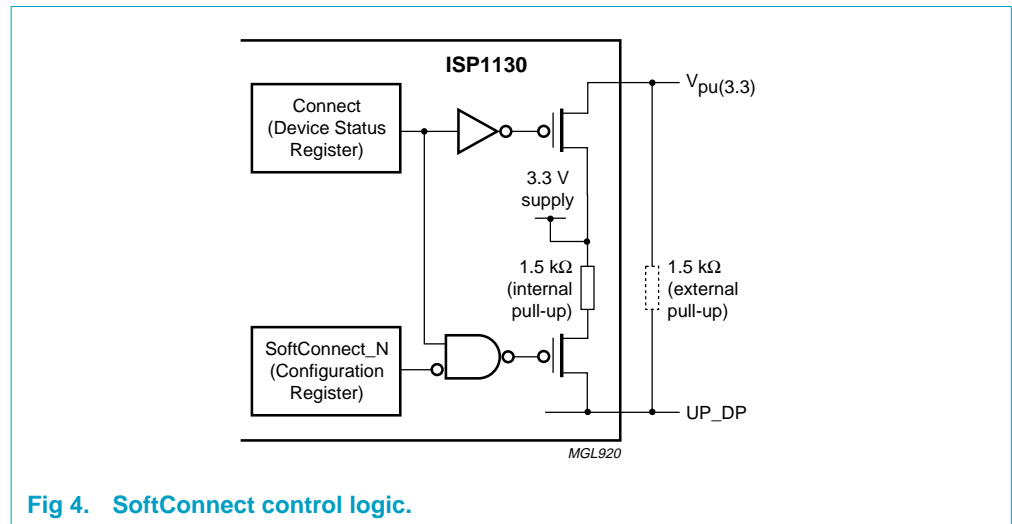 ISP1130
Connect
(Device Status
Register)
V_pu(3.3)
3.3 V
supply
1.5 kΩ
(internal
pull-up)
1.5 kΩ
(external
pull-up)
SoftConnect_N
(Configuration
Register)
UP_DP
MGL920
Fig 4. SoftConnect control logic.